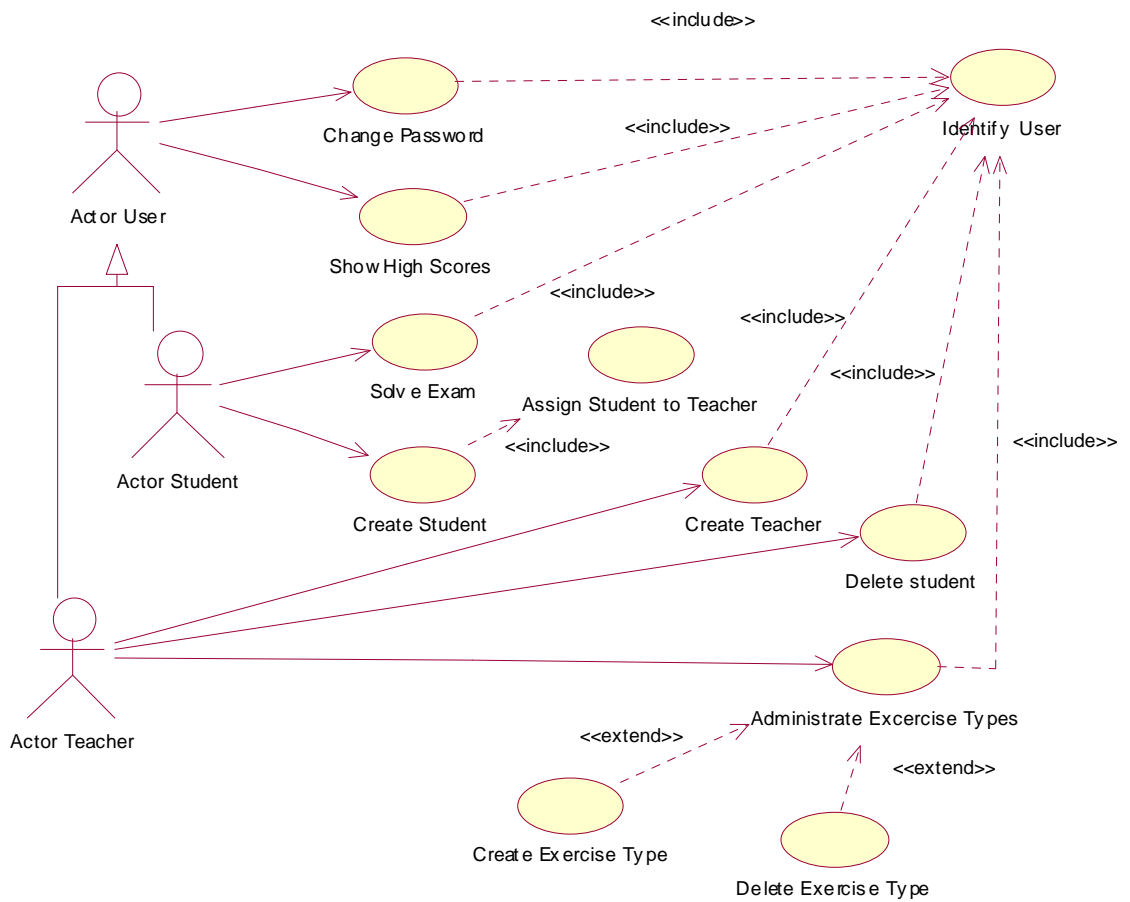 <<include>>
Change Password
<<include>>
Identify User
Actor User
Show High Scores
<<include>>
<<include>>
Solve Exam
Assign Student to Teacher
<<include>>
<<include>>
<<include>>
Actor Student
Create Student
Create Teacher
Delete student
Actor Teacher
Administrate Excercise Types
<<extend>>
<<extend>>
Create Exercise Type
Delete Exercise Type